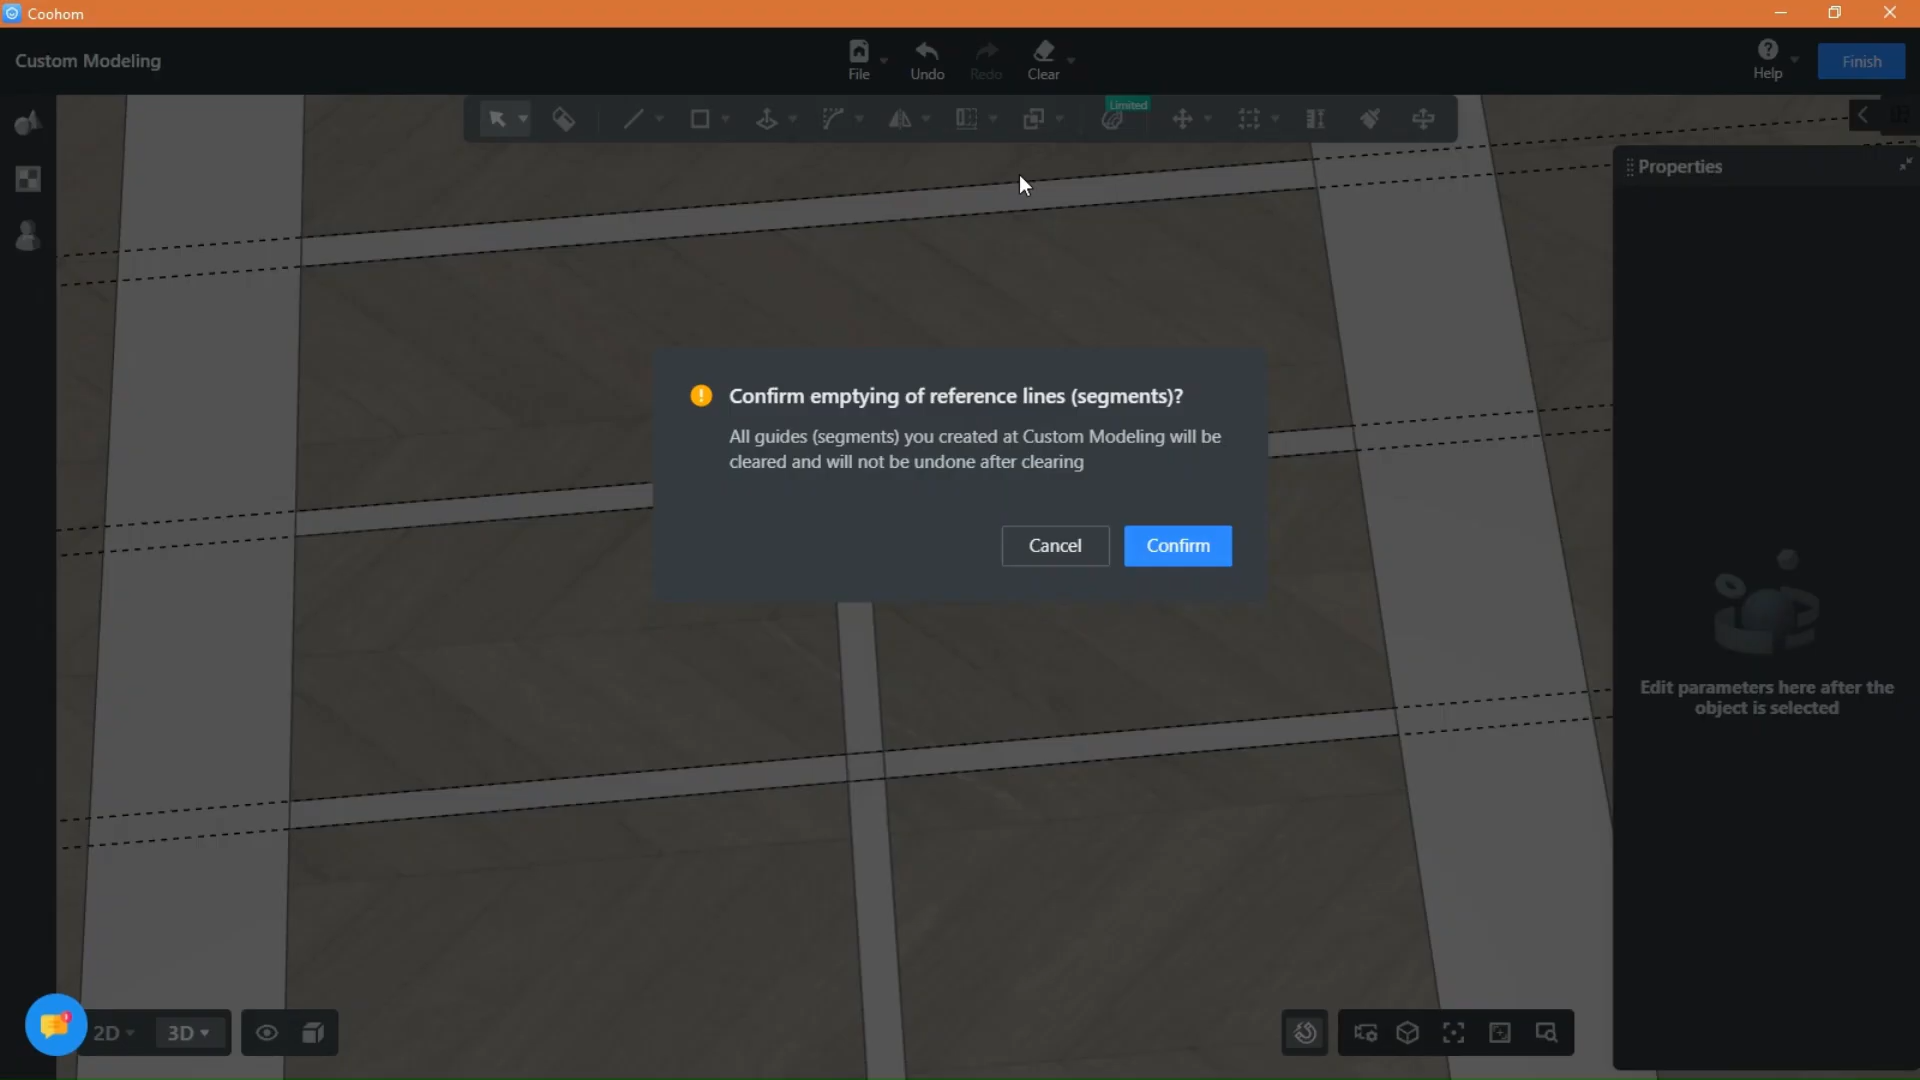 Coohom
Custom Modeling
File
Undo
Redo
Clear
Help
Finish
Limited
Properties
Confirm emptying of reference lines (segments)?
All guides (segments) you created at Custom Modeling will be
cleared and will not be undone after clearing
Cancel
Confirm
Edit parameters here after the
object is selected
2D
3D